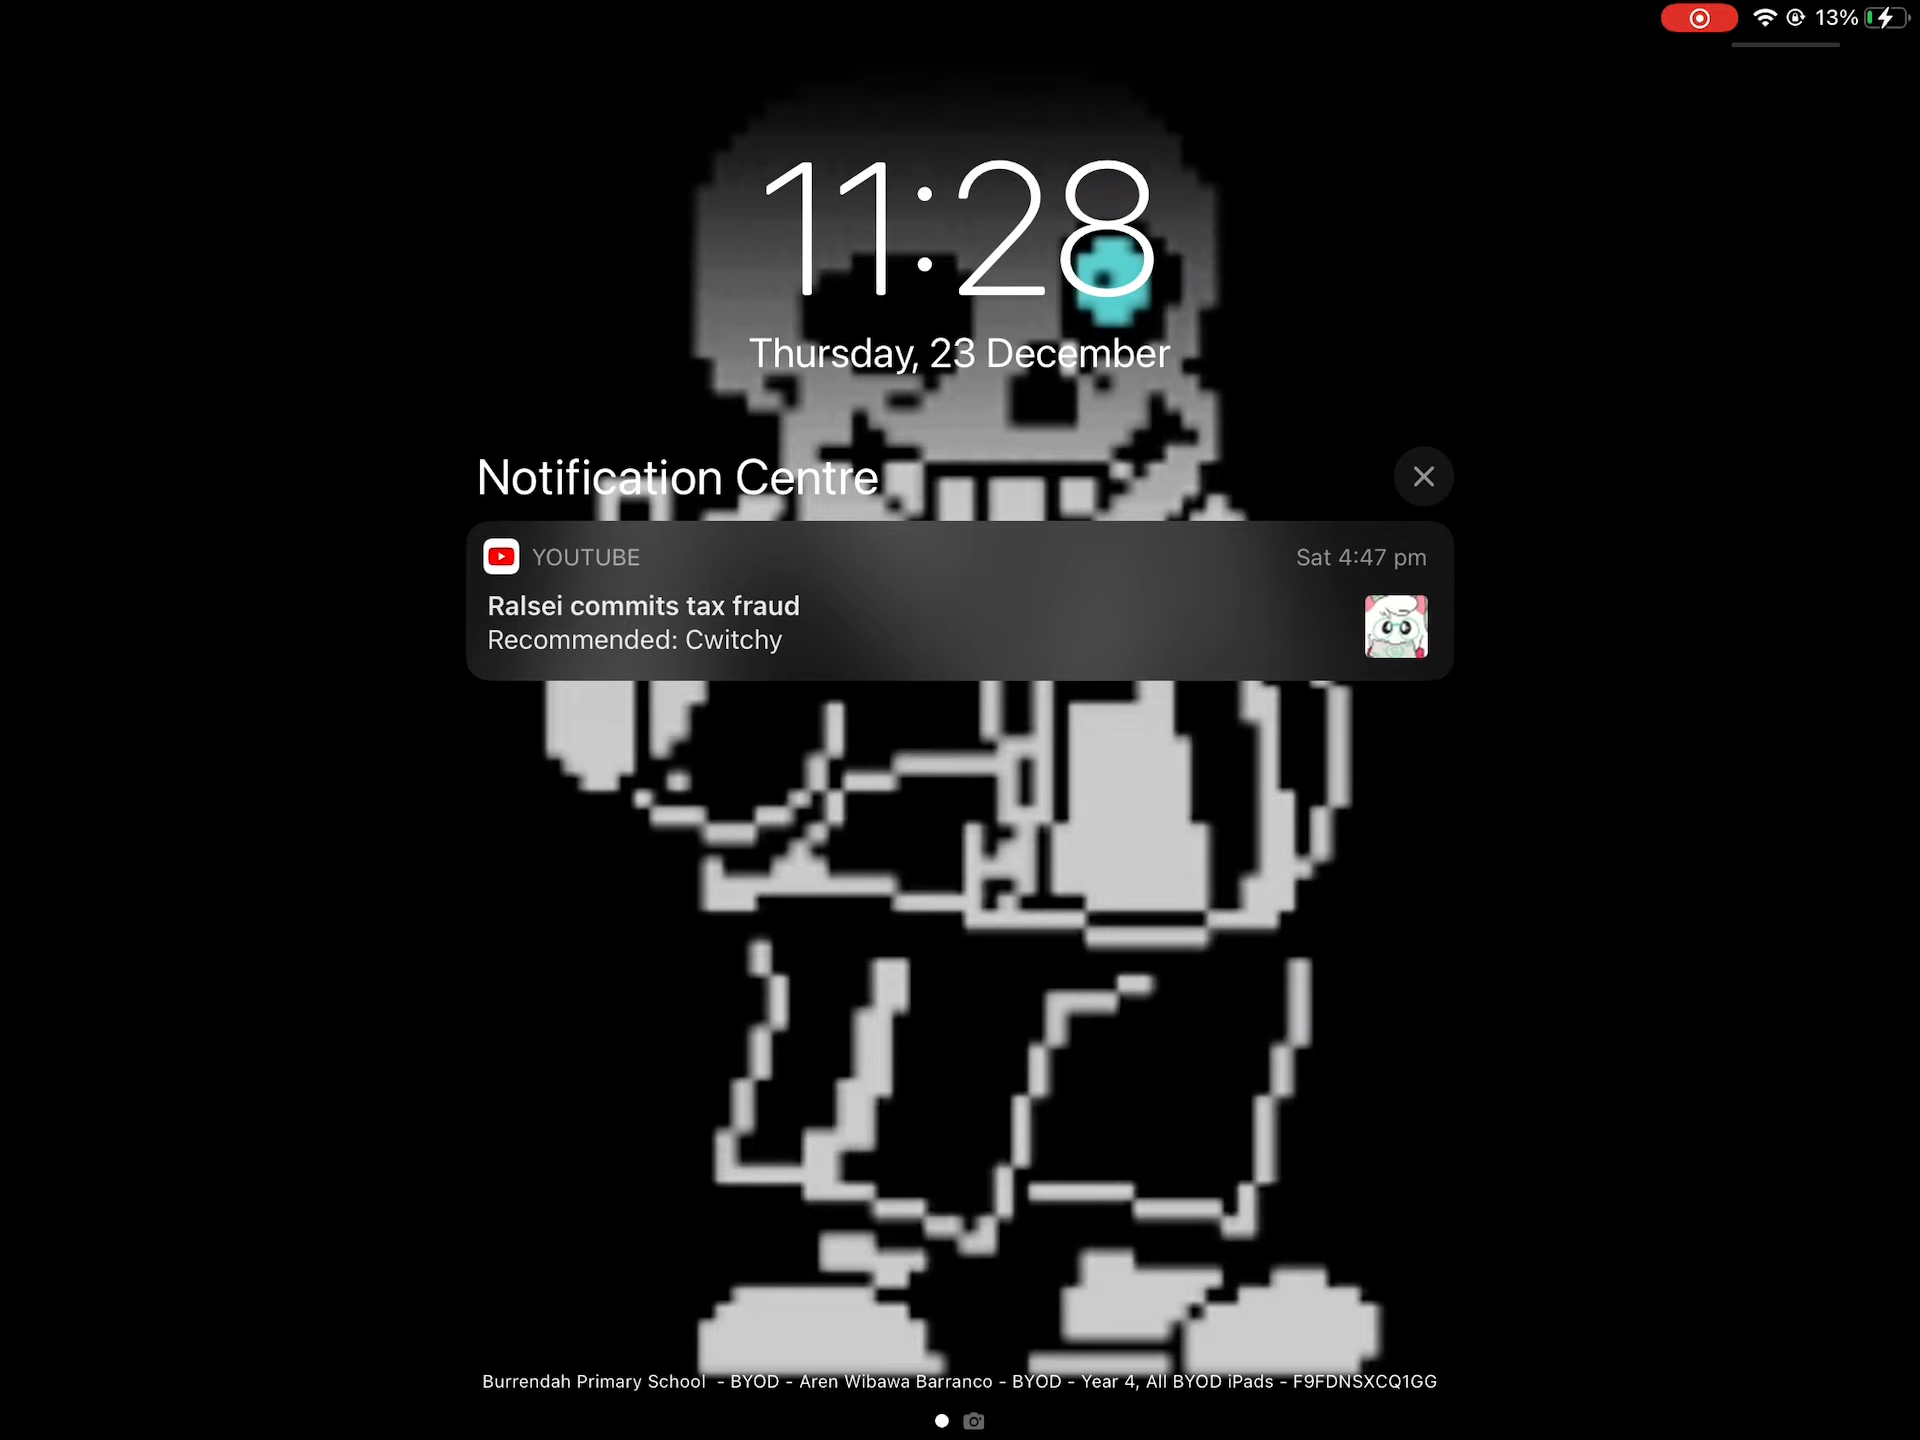 13%
11:28
Thursday, 23 December
Notification Centre
YOUTUBE
Sat 4:47 pm
Ralsei commits tax fraud
Recommended: Cwitchy
Burrendah Primary School - BYOD - Aren Wibawa Barranco - BYOD - Year 4, All BYOD iPads - F9FDNSXCQ1GG